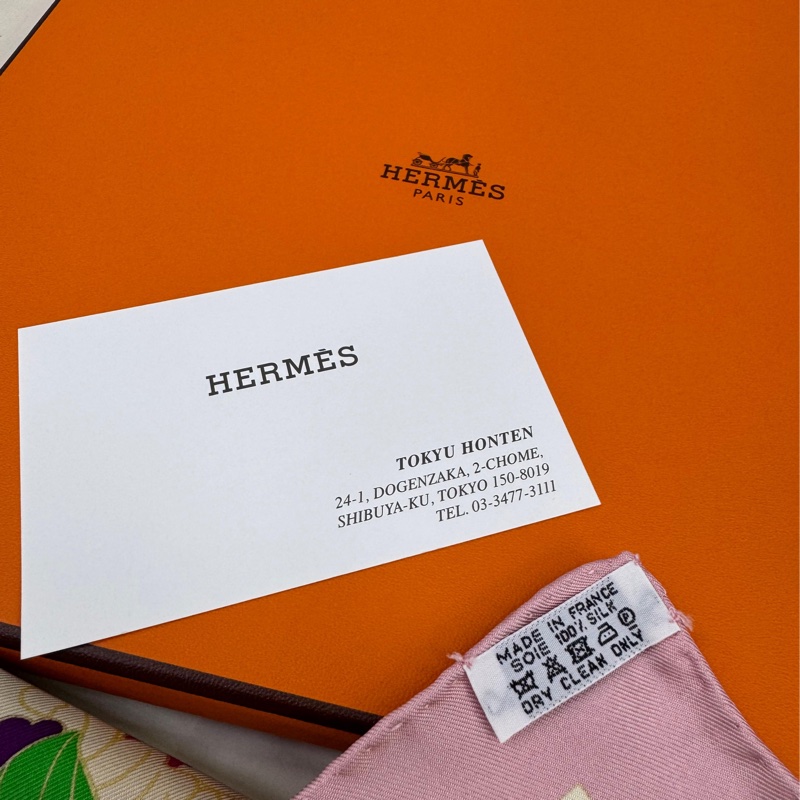 HERMÈS
PARIS
HERMÈS
TOKYU HONTEN
24-1, DOGENZAKA, 2-CHOME,
SHIBUYA-KU, TOKYO 150-8019
TEL. 03-3477-3111
MADE IN FRANCE
SOIE 100% SILK
P
DRY CLEAN ONLY